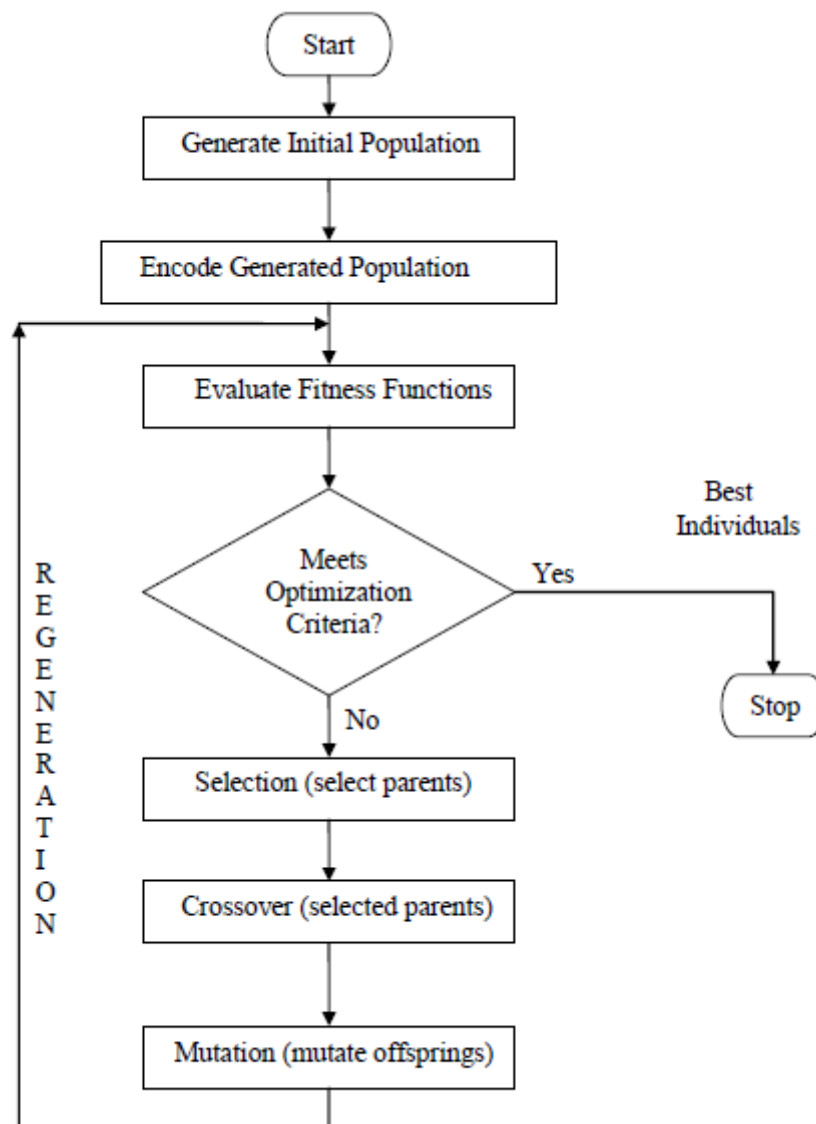 Start
Generate Initial Population
Encode Generated Population
Evaluate Fitness Functions
Best
Individuals
Meets
Optimization
Criteria?
Yes
Stop
No
Selection (select parents)
Crossover (selected parents)
Mutation (mutate offsprings)
R
E
G
E
N
E
R
A
T
I
O
N